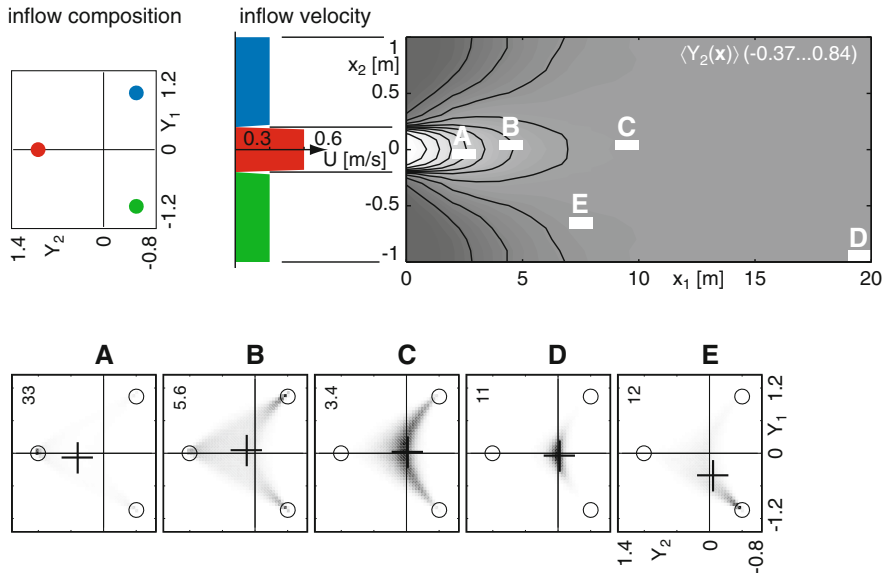 inflow composition
inflow velocity
1.2
Y1
0
-1.2
1.4
Y2
0
-0.8
0.3
0.6
U [m/s]
⟨Y2(x)⟩ (-0.37...0.84)
1
x2 [m]
0.5
0
-0.5
-1
A
B
C
E
D
0
5
10
x1 [m]
15
20
A
B
C
D
E
33
5.6
3.4
11
12
1.2
Y1
0
-1.2
1.4
Y2
0
-0.8